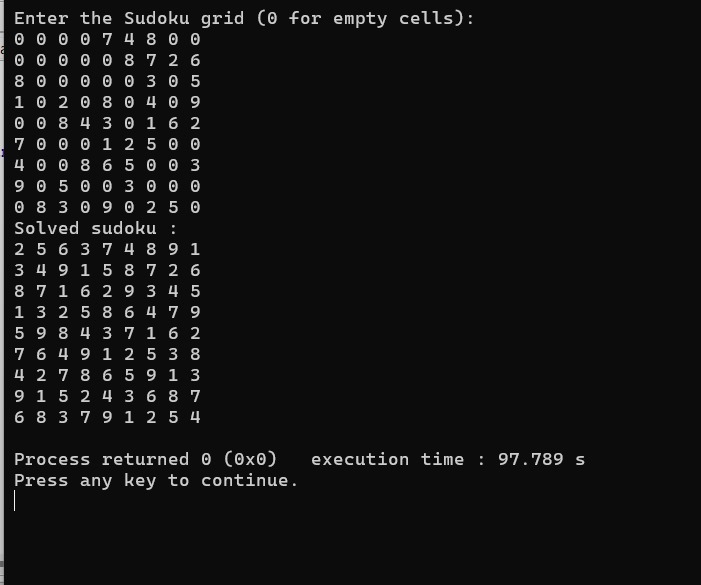 Enter the Sudoku grid (0 for empty cells):
0 0 0 0 7 4 8 0 0
0 0 0 0 0 8 7 2 6
8 0 0 0 0 0 3 0 5
1 0 2 0 8 0 4 0 9
0 0 8 4 3 0 1 6 2
7 0 0 0 1 2 5 0 0
4 0 0 8 6 5 0 0 3
9 0 5 0 0 3 0 0 0
0 8 3 0 9 0 2 5 0
Solved sudoku :
2 5 6 3 7 4 8 9 1
3 4 9 1 5 8 7 2 6
8 7 1 6 2 9 3 4 5
1 3 2 5 8 6 4 7 9
5 9 8 4 3 7 1 6 2
7 6 4 9 1 2 5 3 8
4 2 7 8 6 5 9 1 3
9 1 5 2 4 3 6 8 7
6 8 3 7 9 1 2 5 4
Process returned 0 (0x0)   execution time : 97.789 s
Press any key to continue.